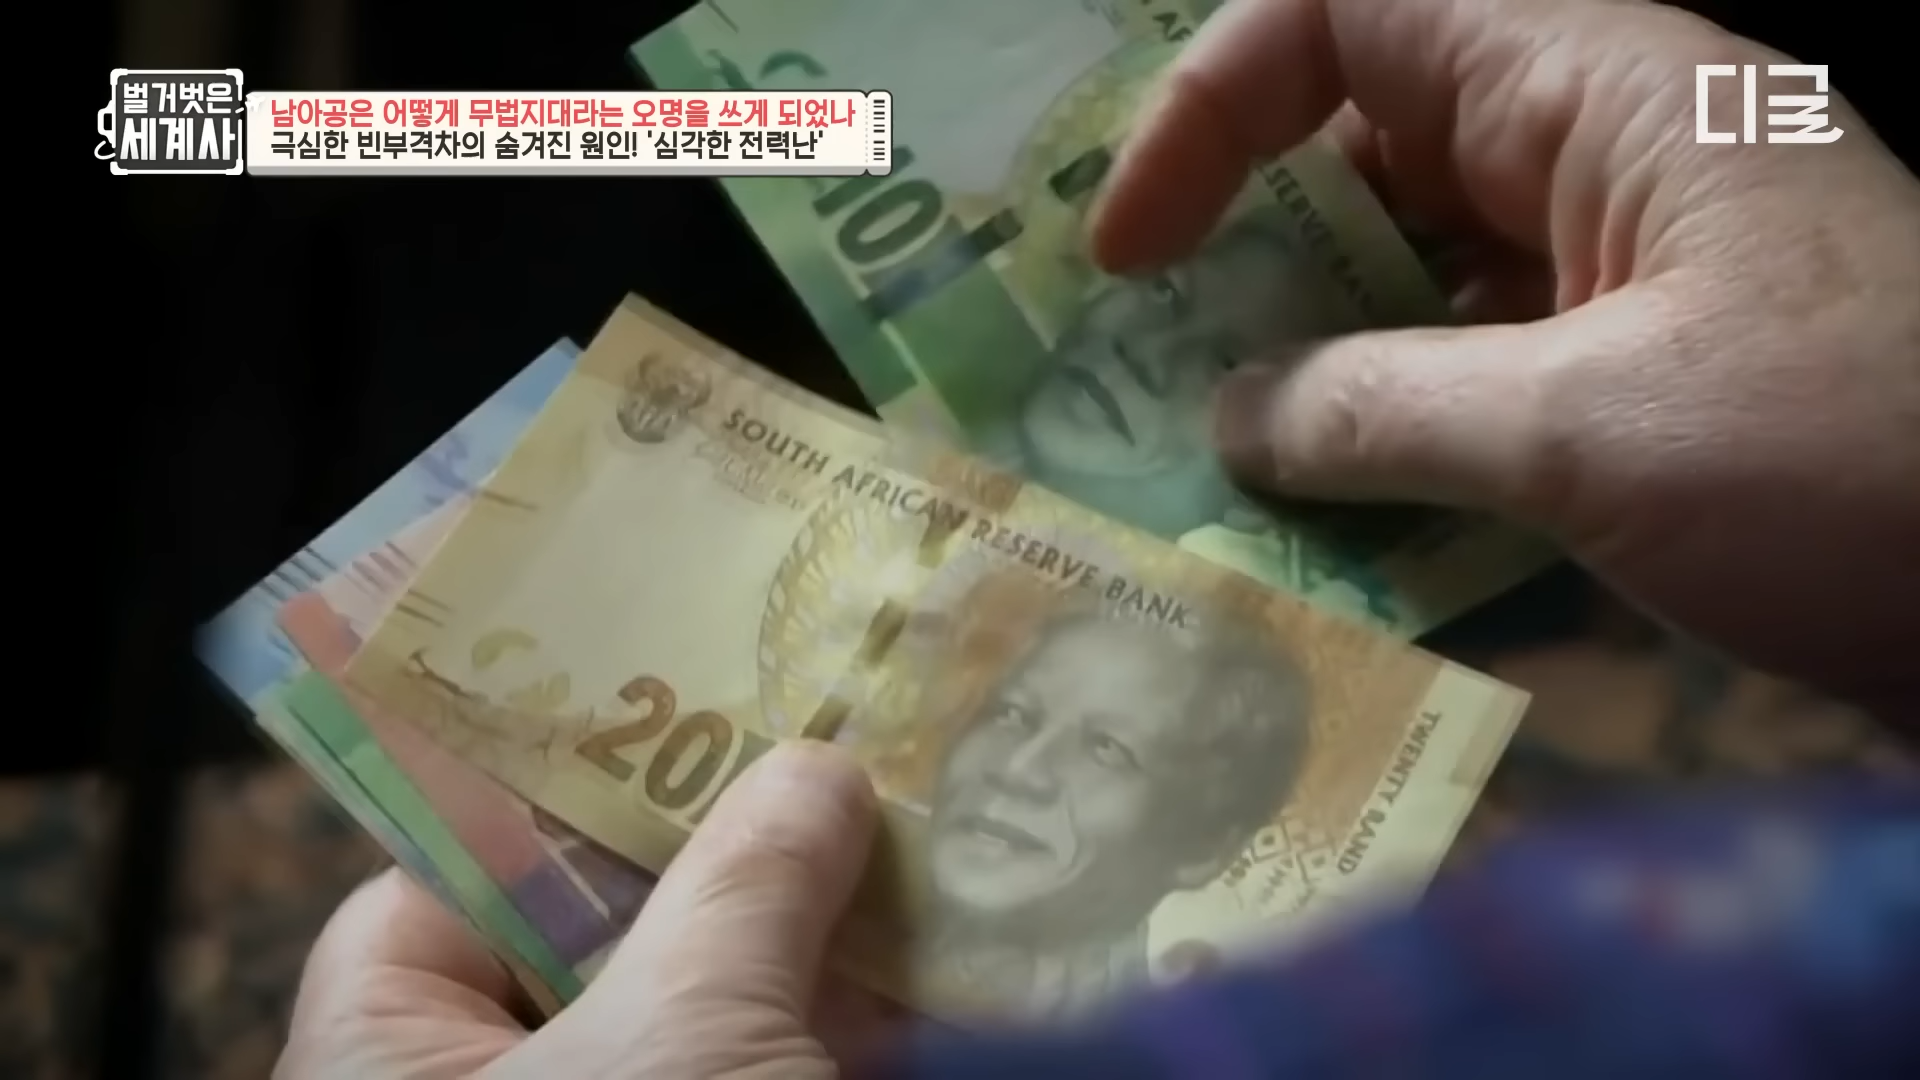 벌거벗은
세계사
남아공은 어떻게 무법지대라는 오명을 쓰게 되었나
극심한 빈부격차의 숨겨진 원인! '심각한 전력난'
디글
10
SOUTH AFRICAN RESERVE BANK
20
TWENTY RAND